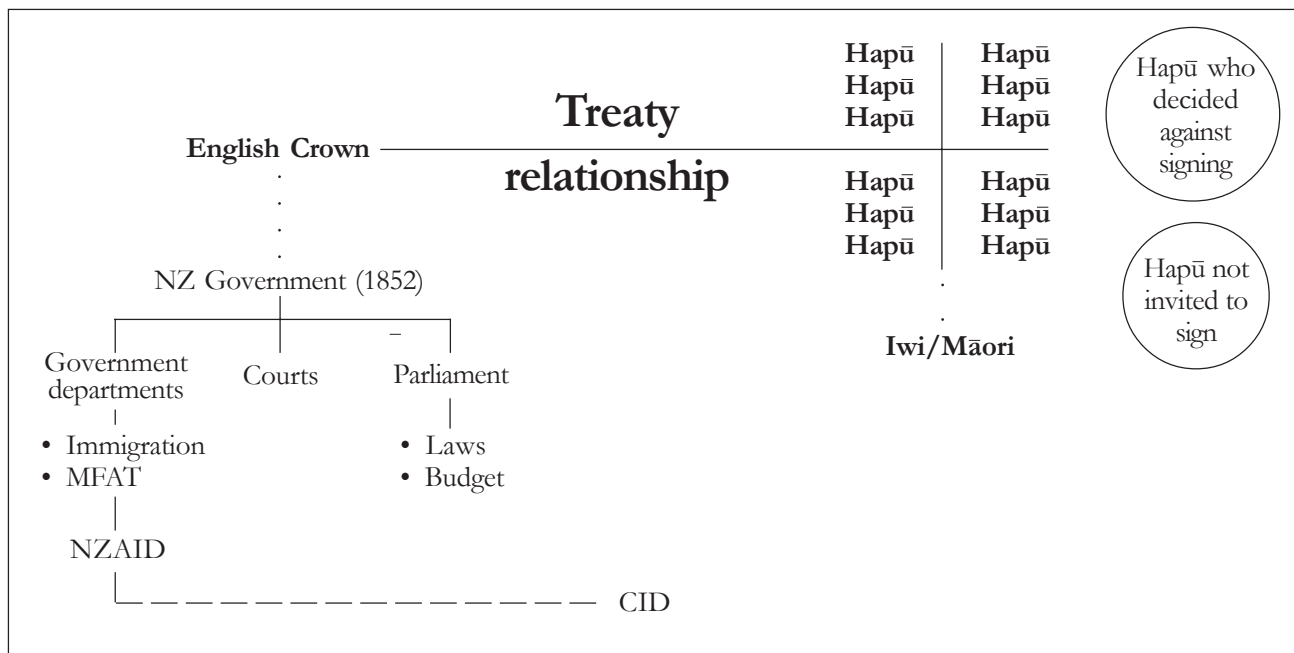 Treaty
relationship
English Crown
Hapū Hapū
Hapū Hapū
Hapū Hapū
Hapū Hapū
Hapū Hapū
Hapū Hapū
Iwi/Māori
Hapū who
decided
against
signing
Hapū not
invited to
sign
NZ Government (1852)
Government
departments
Courts
Parliament
• Immigration
• MFAT
• Laws
• Budget
NZAID
CID